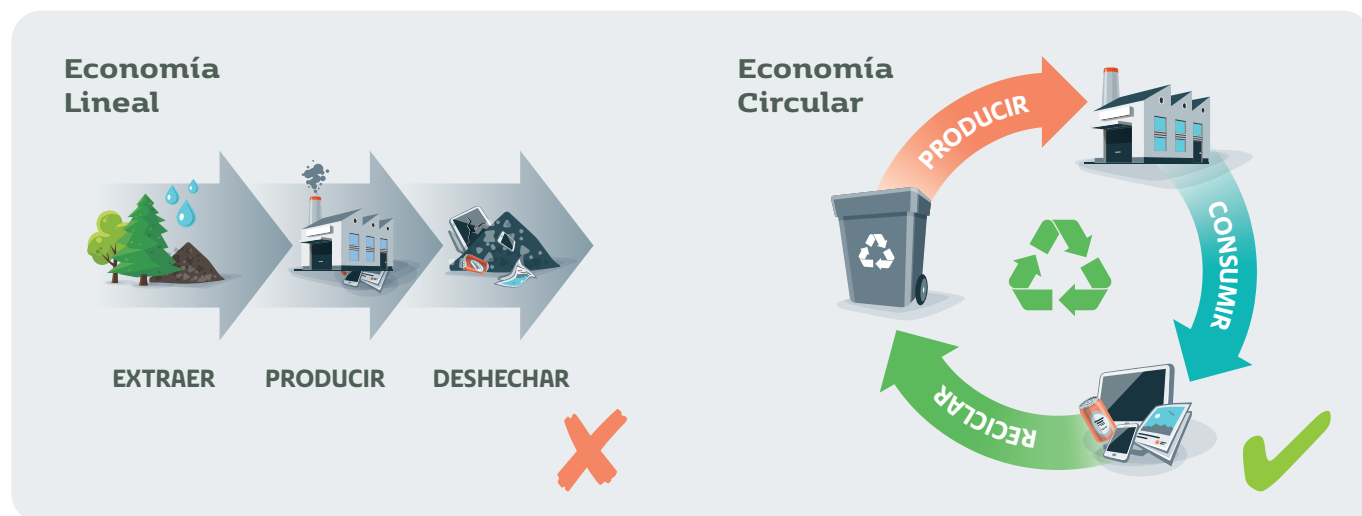 Economía
Lineal
EXTRAER
PRODUCIR
DESHECHAR
Economía
Circular
PRODUCIR
CONSUMIR
RECICLAR